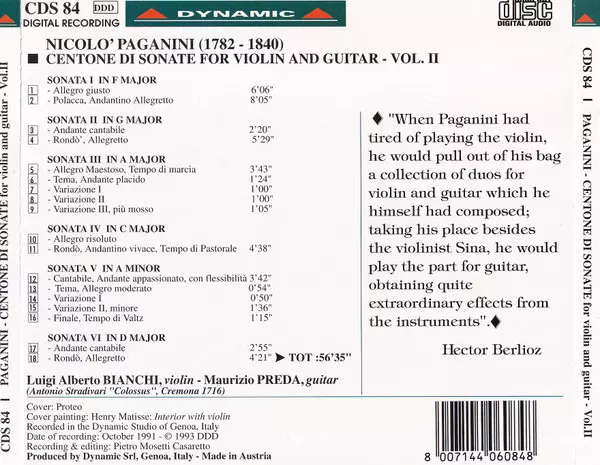 CDS 84 DDD
DIGITAL RECORDING
DYNAMIC
COMPACT
disc
DIGITAL AUDIO
NICOLO' PAGANINI (1782 - 1840)
■ CENTONE DI SONATE FOR VIOLIN AND GUITAR - VOL. II
SONATA I IN F MAJOR
1 - Allegro giusto 6'06"
2 - Polacca, Andantino Allegretto 8'05"
SONATA II IN G MAJOR
3 - Andante cantabile 2'20"
4 - Rondò', Allegretto 5'29"
SONATA III IN A MAJOR
5 - Allegro Maestoso, Tempo di marcia 3'43"
6 - Tema, Andante placido 1'24"
7 - Variazione I 1'00"
8 - Variazione II 1'00"
9 - Variazione III, più mosso 1'05"
SONATA IV IN C MAJOR
10 - Allegro risoluto
11 - Rondò, Andantino vivace, Tempo di Pastorale 4'38"
SONATA V IN A MINOR
12 - Cantabile, Andante appassionato, con flessibilità 3'42"
13 - Tema, Allegro moderato 0'54"
14 - Variazione I 0'50"
15 - Variazione II, minore 1'36"
16 - Finale, Tempo di Valtz 1'15"
SONATA VI IN D MAJOR
17 - Andante cantabile 2'55"
18 - Rondò, Allegretto 4'21" ➤ TOT :56'35"
Luigi Alberto BIANCHI, violin - Maurizio PREDA, guitar
(Antonio Stradivari "Colossus", Cremona 1716)
♦ "When Paganini had
tired of playing the violin,
he would pull out of his bag
a collection of duos for
violin and guitar which he
himself had composed;
taking his place besides
the violinist Sina, he would
play the part for guitar,
obtaining quite
extraordinary effects from
the instruments".♦
Hector Berlioz
Cover: Proteo
Cover painting: Henry Matisse: Interior with violin
Recorded in the Dynamic Studio of Genoa, Italy
Date of recording: October 1991 - © 1993 DDD
Recording & editing: Pietro Mosetti Casaretto
Produced by Dynamic Srl, Genoa, Italy - Made in Austria
8 007144 060848
CDS 84 | PAGANINI - CENTONE DI SONATE for violin and guitar - Vol.II
CDS 84 | PAGANINI - CENTONE DI SONATE for violin and guitar - Vol.II